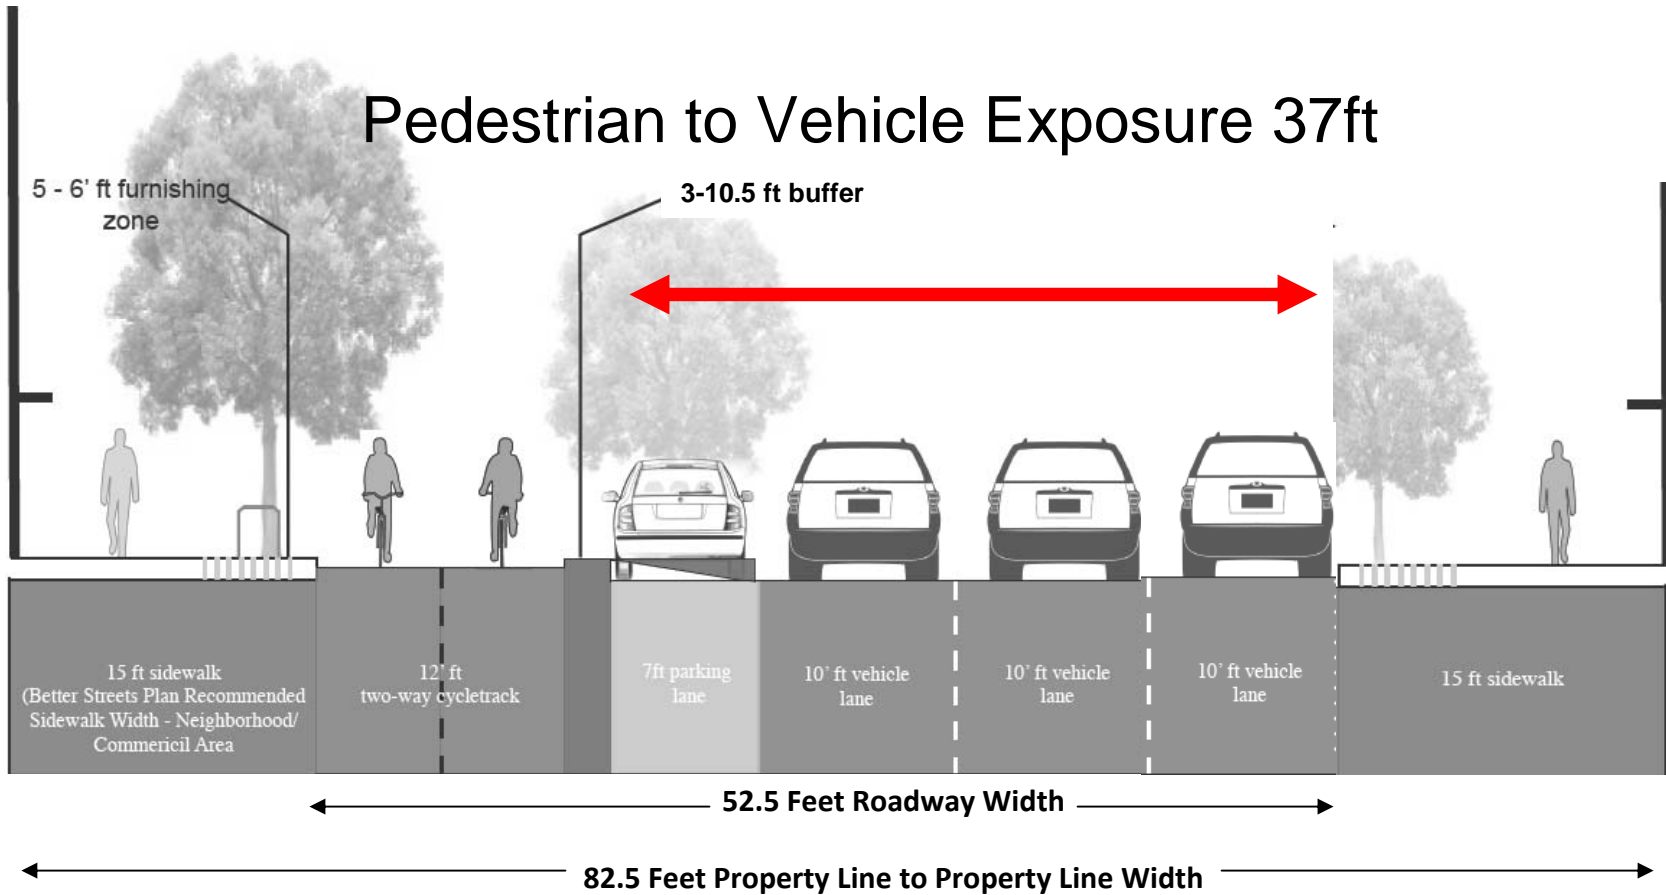 Pedestrian to Vehicle Exposure 37ft
5 - 6' ft furnishing
zone
3-10.5 ft buffer
15 ft sidewalk
(Better Streets Plan Recommended
Sidewalk Width - Neighborhood/
Commericil Area
12' ft
two-way cycletrack
7ft parking
lane
10' ft vehicle
lane
10' ft vehicle
lane
10' ft vehicle
lane
15 ft sidewalk
52.5 Feet Roadway Width
82.5 Feet Property Line to Property Line Width